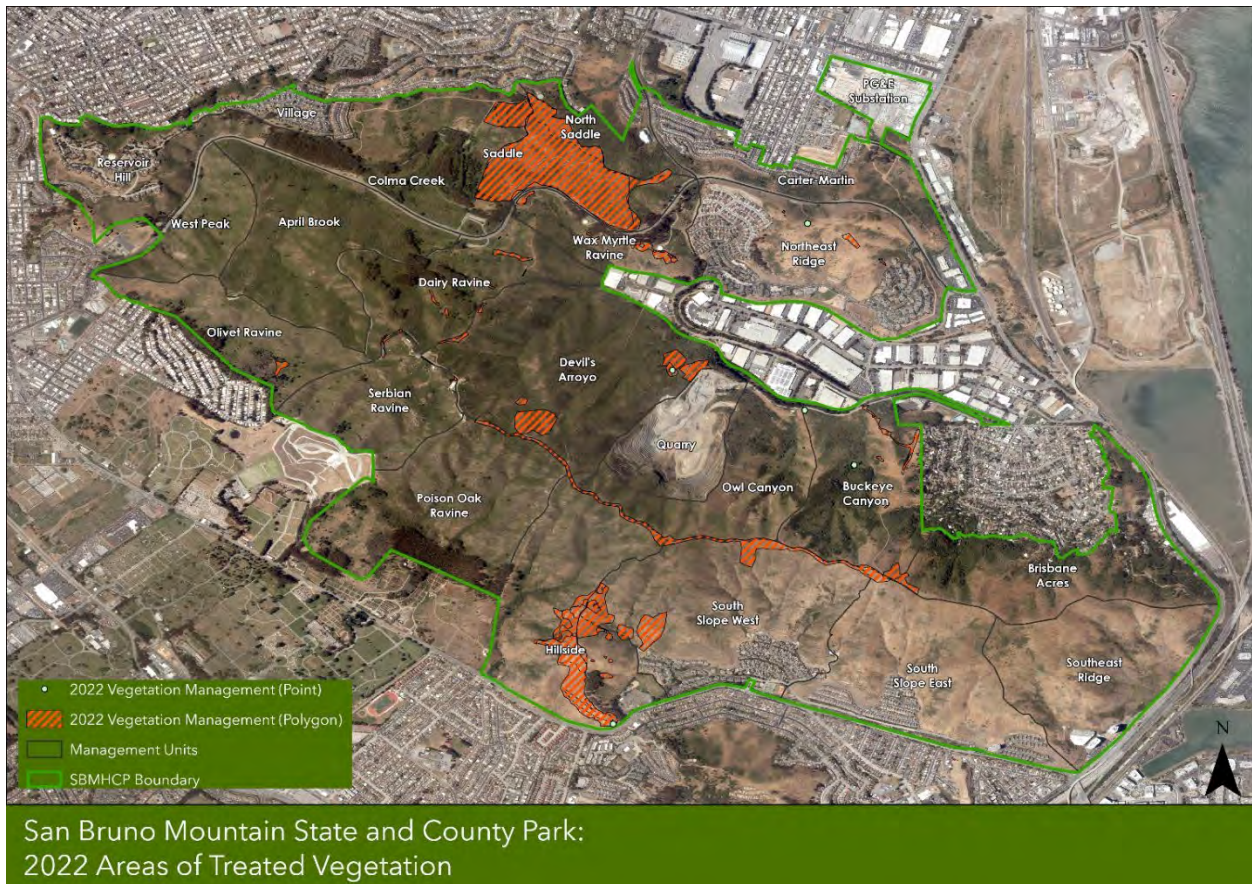 PG&E
Substation
Village
North
Saddle
Saddle
Reservoir
Hill
Colma Creek
Carter Martin
West Peak
April Brook
Wax Myrtle
Ravine
Northeast
Ridge
Dairy Ravine
Olivet Ravine
Devil's
Arroyo
Serbian
Ravine
Quarry
Owl Canyon
Buckeye
Canyon
Poison Oak
Ravine
Brisbane
Acres
South
Slope West
Hillside
South
Slope East
Southeast
Ridge
2022 Vegetation Management (Point)
2022 Vegetation Management (Polygon)
Management Units
SBMHCP Boundary
N
San Bruno Mountain State and County Park:
2022 Areas of Treated Vegetation